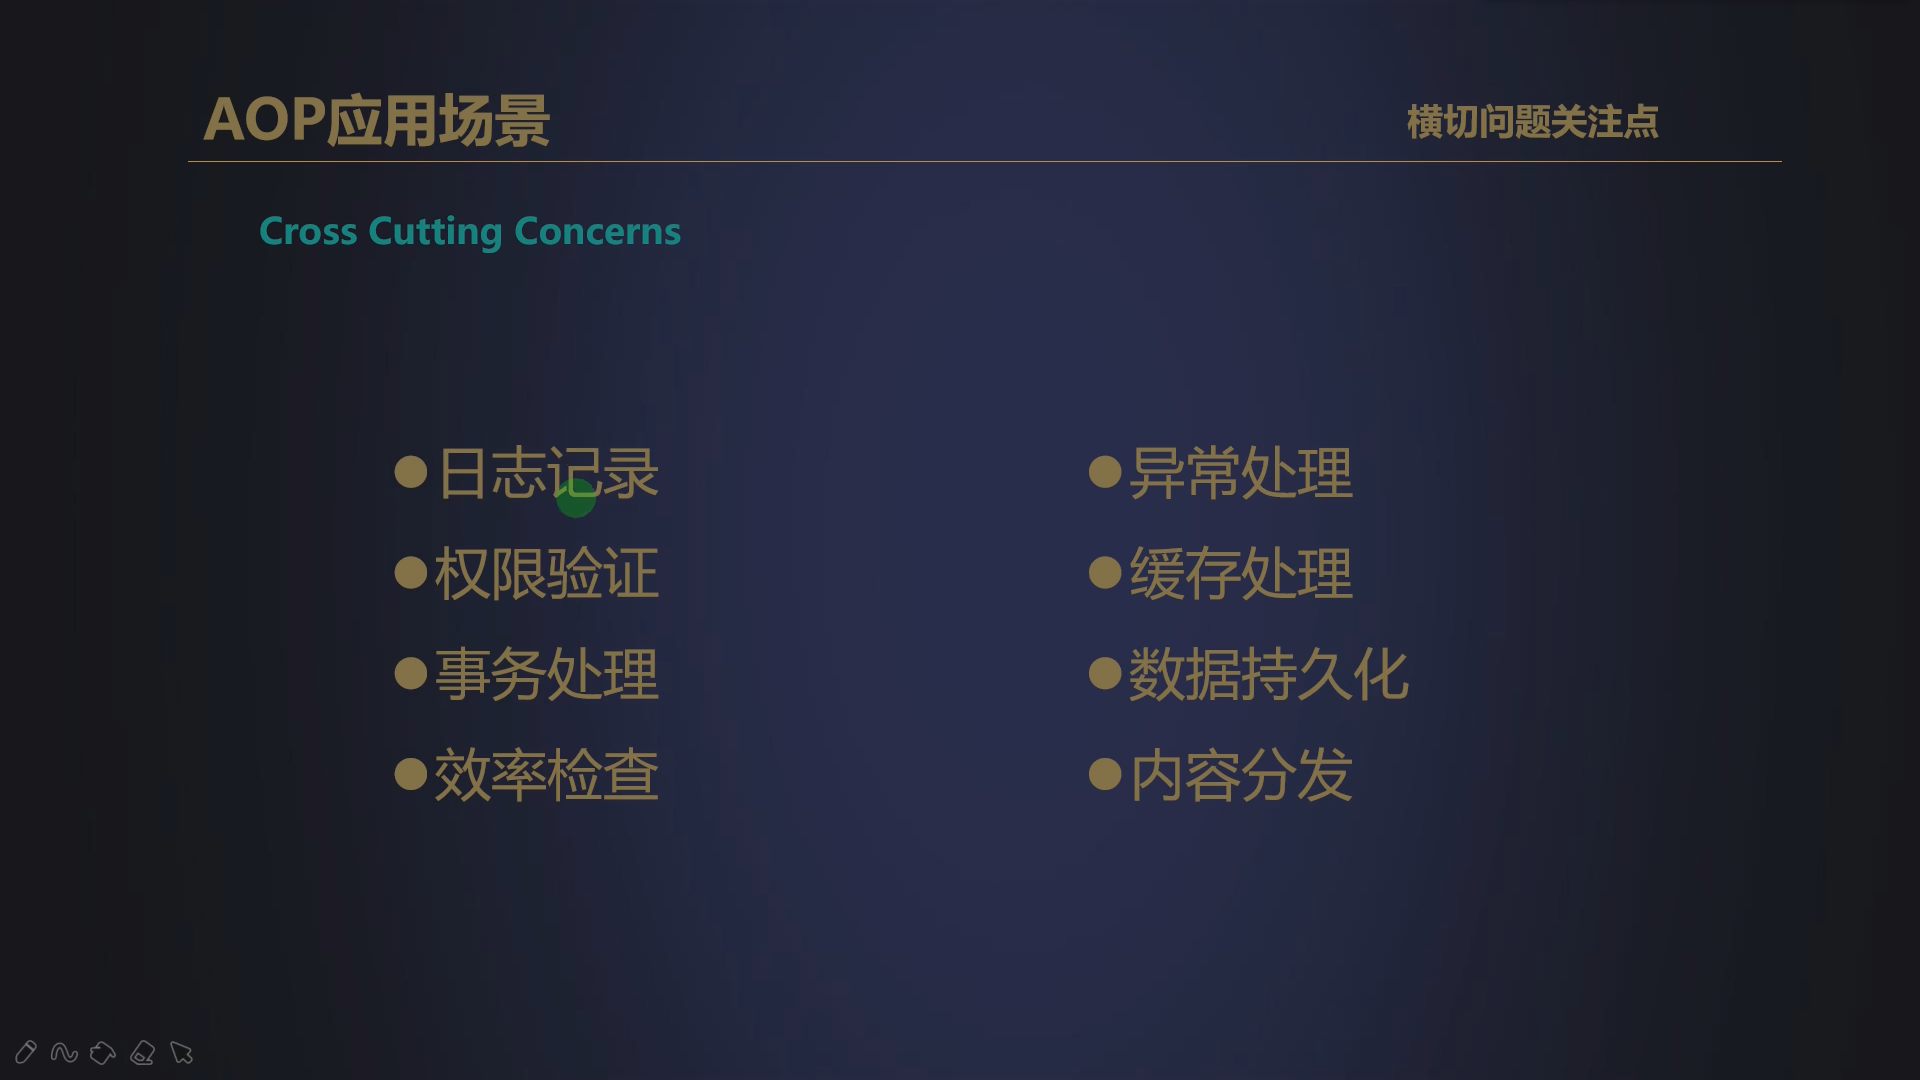 AOP应用场景
横切问题关注点
Cross Cutting Concerns
●日志记录
●权限验证
●事务处理
●效率检查
●异常处理
●缓存处理
●数据持久化
●内容分发